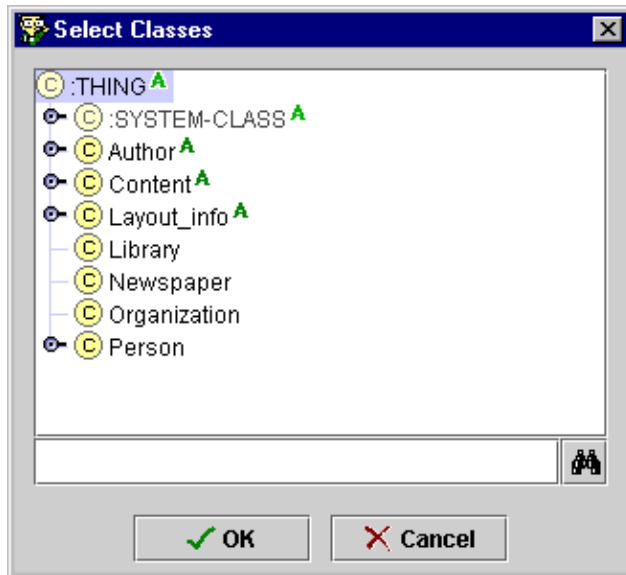 Select Classes
C :THING A
C :SYSTEM-CLASS A
C Author A
C Content A
C Layout_info A
C Library
C Newspaper
C Organization
C Person
OK Cancel